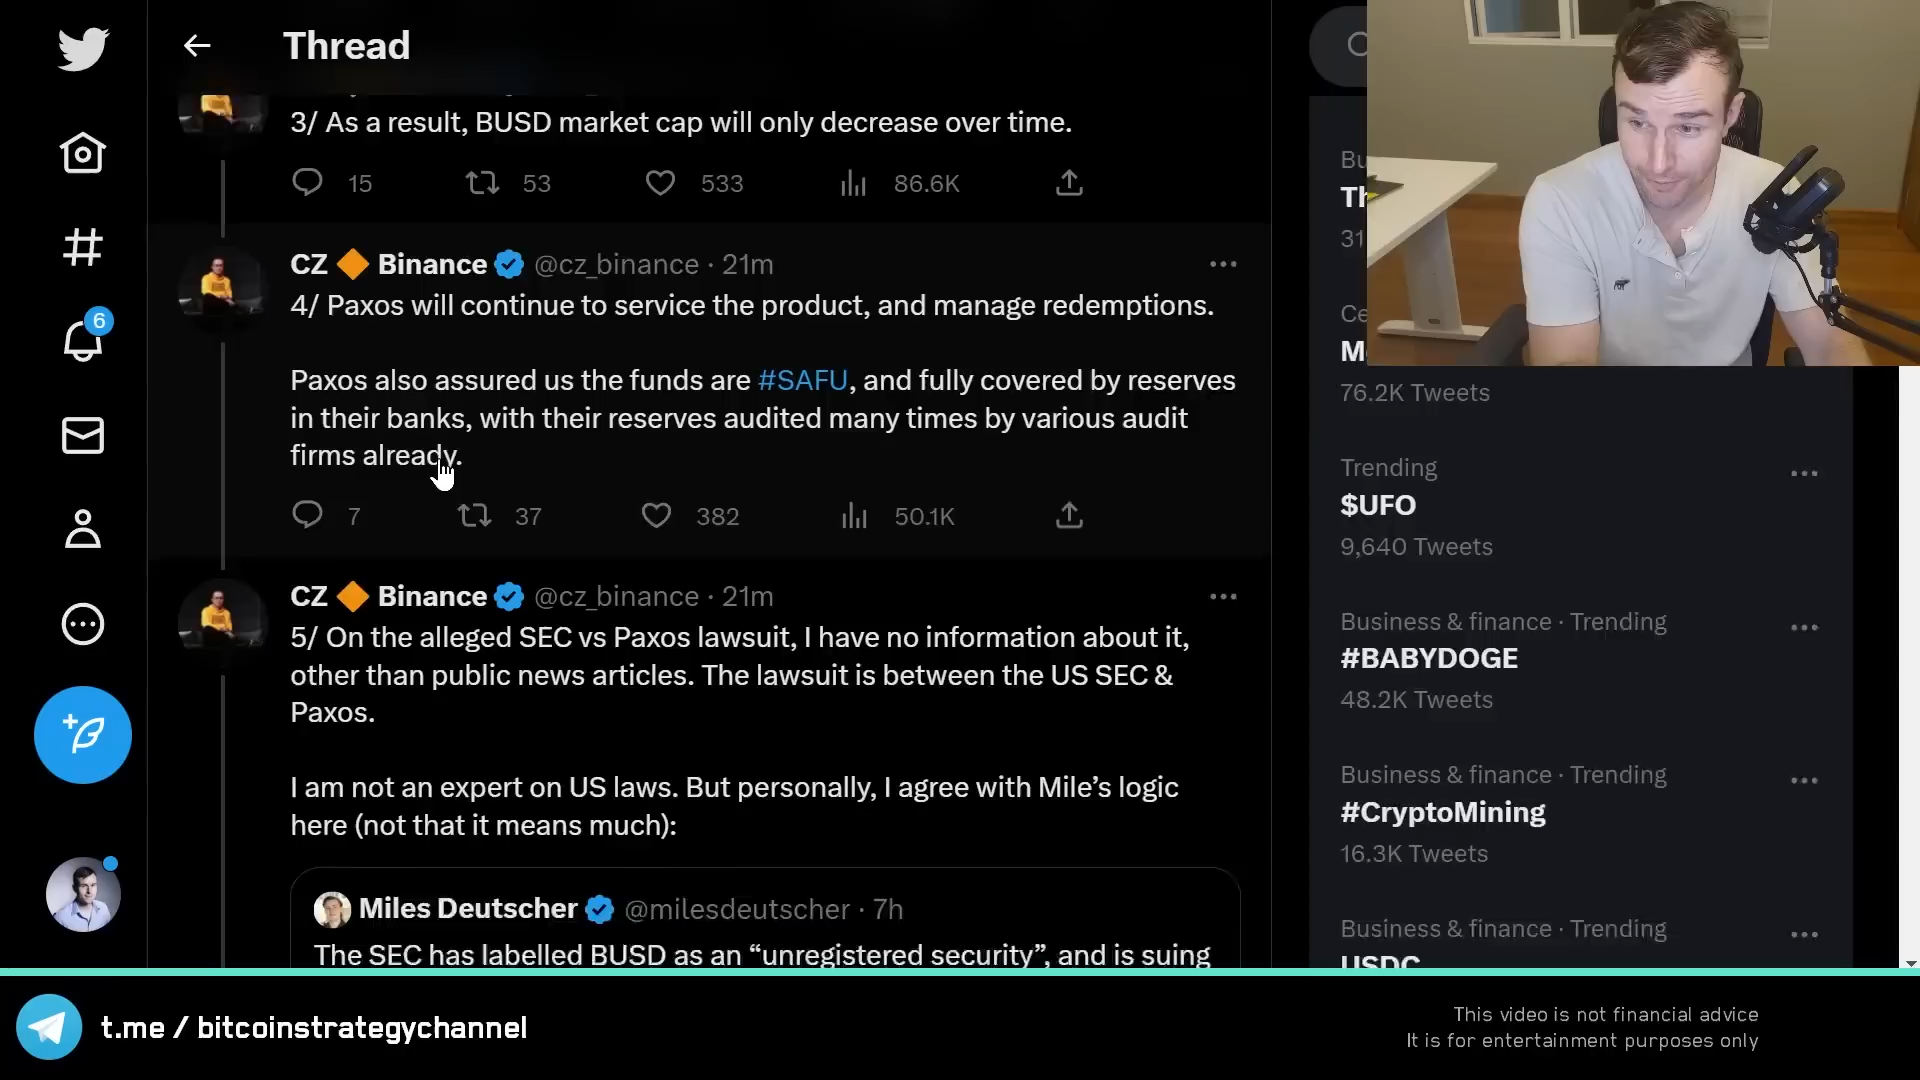 Thread
3/ As a result, BUSD market cap will only decrease over time.
15 53 533 86.6K
CZ 🔶 Binance @cz_binance · 21m
4/ Paxos will continue to service the product, and manage redemptions.
Paxos also assured us the funds are #SAFU, and fully covered by reserves
in their banks, with their reserves audited many times by various audit
firms already.
7 37 382 50.1K
CZ 🔶 Binance @cz_binance · 21m
5/ On the alleged SEC vs Paxos lawsuit, I have no information about it,
other than public news articles. The lawsuit is between the US SEC &
Paxos.
I am not an expert on US laws. But personally, I agree with Mile’s logic
here (not that it means much):
Miles Deutscher @milesdeutscher · 7h
The SEC has labelled BUSD as an “unregistered security”, and is suing
6
31
76.2K Tweets
Trending
$UFO
9,640 Tweets
Business & finance · Trending
#BABYDOGE
48.2K Tweets
Business & finance · Trending
#CryptoMining
16.3K Tweets
Business & finance · Trending
USDC
t.me / bitcoinstrategychannel
This video is not financial advice
It is for entertainment purposes only